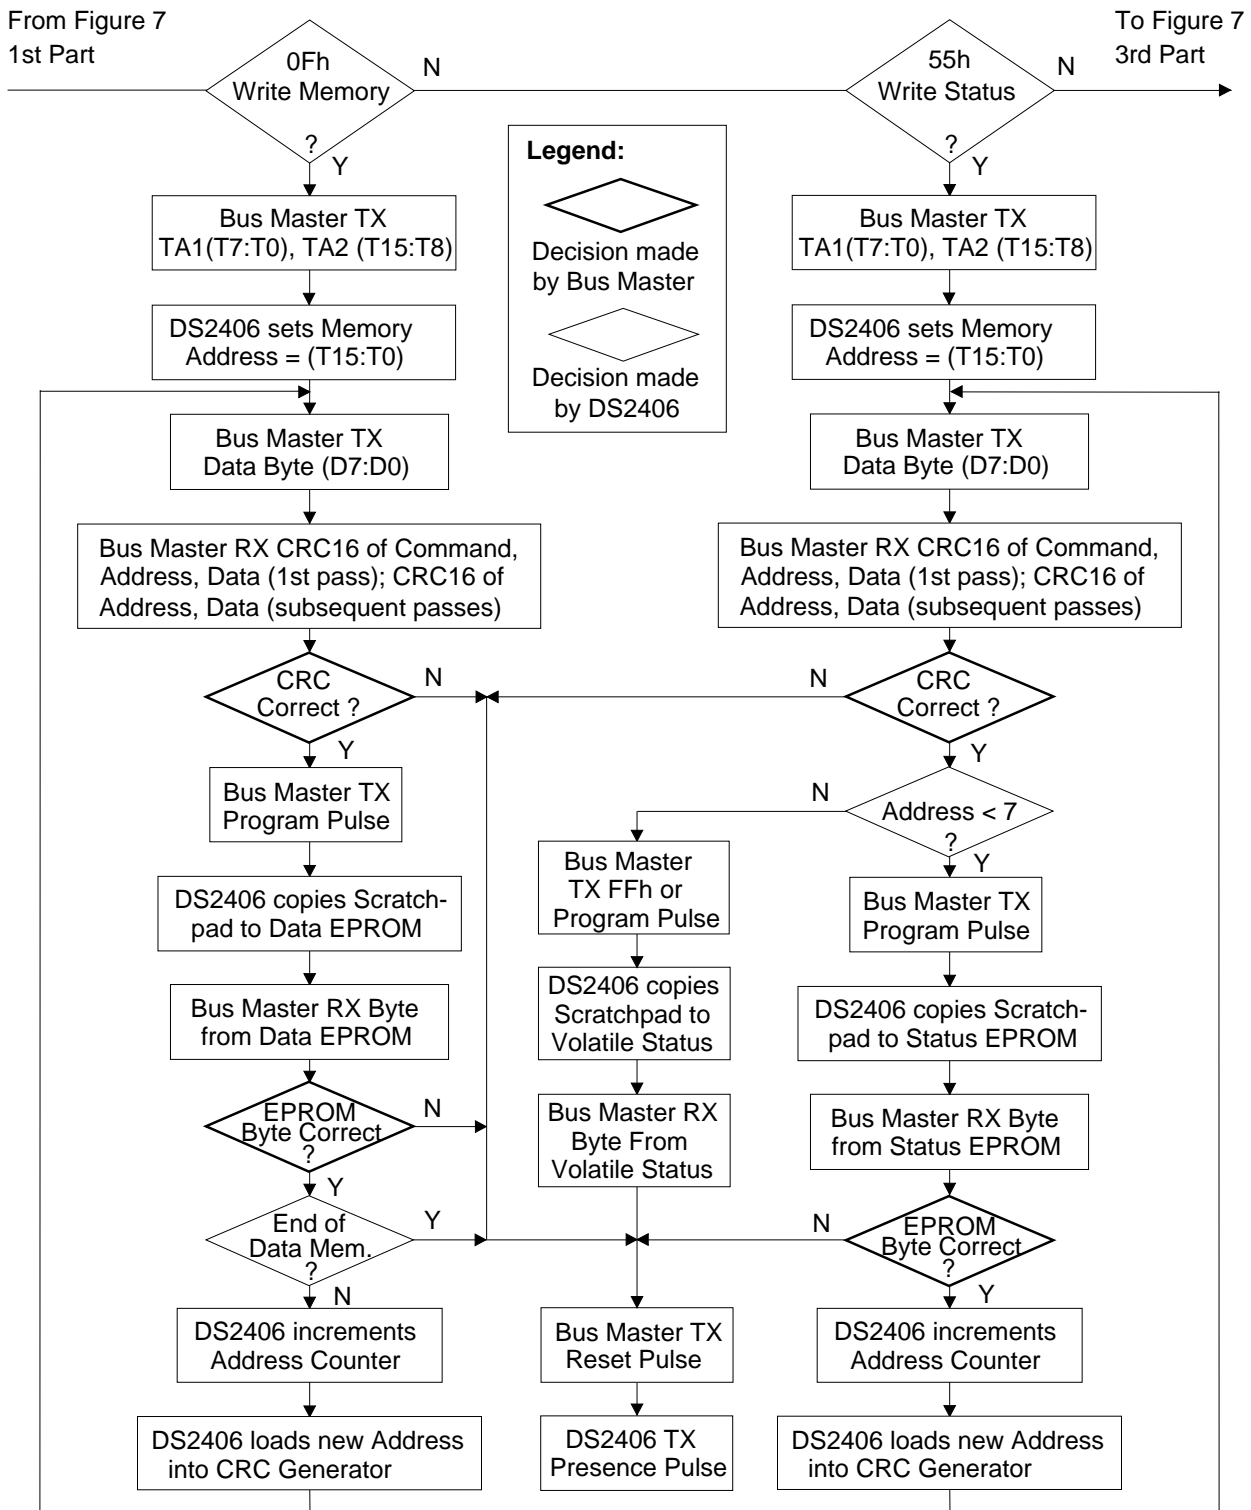 From Figure 7
1st Part
0Fh
Write Memory
?
N
Y
55h
Write Status
?
N
Y
To Figure 7
3rd Part
Legend:
Decision made
by Bus Master
Decision made
by DS2406
Bus Master TX
TA1(T7:T0), TA2 (T15:T8)
DS2406 sets Memory
Address = (T15:T0)
Bus Master TX
Data Byte (D7:D0)
Bus Master RX CRC16 of Command,
Address, Data (1st pass); CRC16 of
Address, Data (subsequent passes)
CRC
Correct ?
N
Y
Bus Master TX
Program Pulse
DS2406 copies Scratch-
pad to Data EPROM
Bus Master RX Byte
from Data EPROM
EPROM
Byte Correct
?
N
Y
End of
Data Mem.
?
Y
N
DS2406 increments
Address Counter
DS2406 loads new Address
into CRC Generator
Bus Master
TX FFh or
Program Pulse
DS2406 copies
Scratchpad to
Volatile Status
Bus Master RX
Byte From
Volatile Status
Bus Master TX
Reset Pulse
DS2406 TX
Presence Pulse
Bus Master TX
TA1(T7:T0), TA2 (T15:T8)
DS2406 sets Memory
Address = (T15:T0)
Bus Master TX
Data Byte (D7:D0)
Bus Master RX CRC16 of Command,
Address, Data (1st pass); CRC16 of
Address, Data (subsequent passes)
N
CRC
Correct ?
Y
N
Address < 7
?
Y
Bus Master TX
Program Pulse
DS2406 copies Scratch-
pad to Status EPROM
Bus Master RX Byte
from Status EPROM
N
EPROM
Byte Correct
?
Y
DS2406 increments
Address Counter
DS2406 loads new Address
into CRC Generator